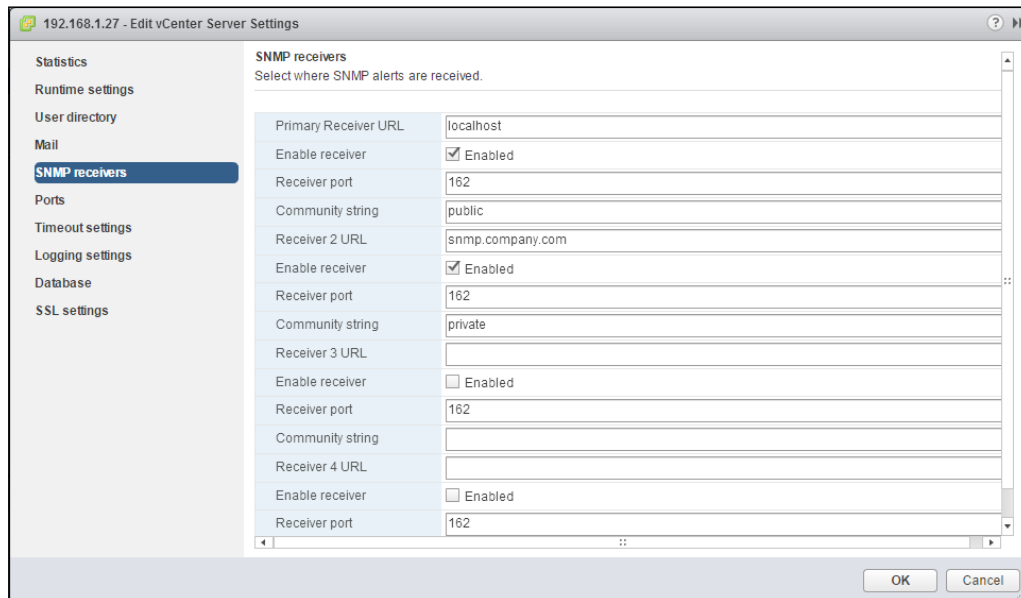 192.168.1.27 - Edit vCenter Server Settings ?
Statistics
Runtime settings
User directory
Mail
SNMP receivers
Ports
Timeout settings
Logging settings
Database
SSL settings
SNMP receivers
Select where SNMP alerts are received.
Primary Receiver URL localhost
Enable receiver Enabled
Receiver port 162
Community string public
Receiver 2 URL snmp.company.com
Enable receiver Enabled
Receiver port 162
Community string private
Receiver 3 URL
Enable receiver Enabled
Receiver port 162
Community string
Receiver 4 URL
Enable receiver Enabled
Receiver port 162
OK Cancel